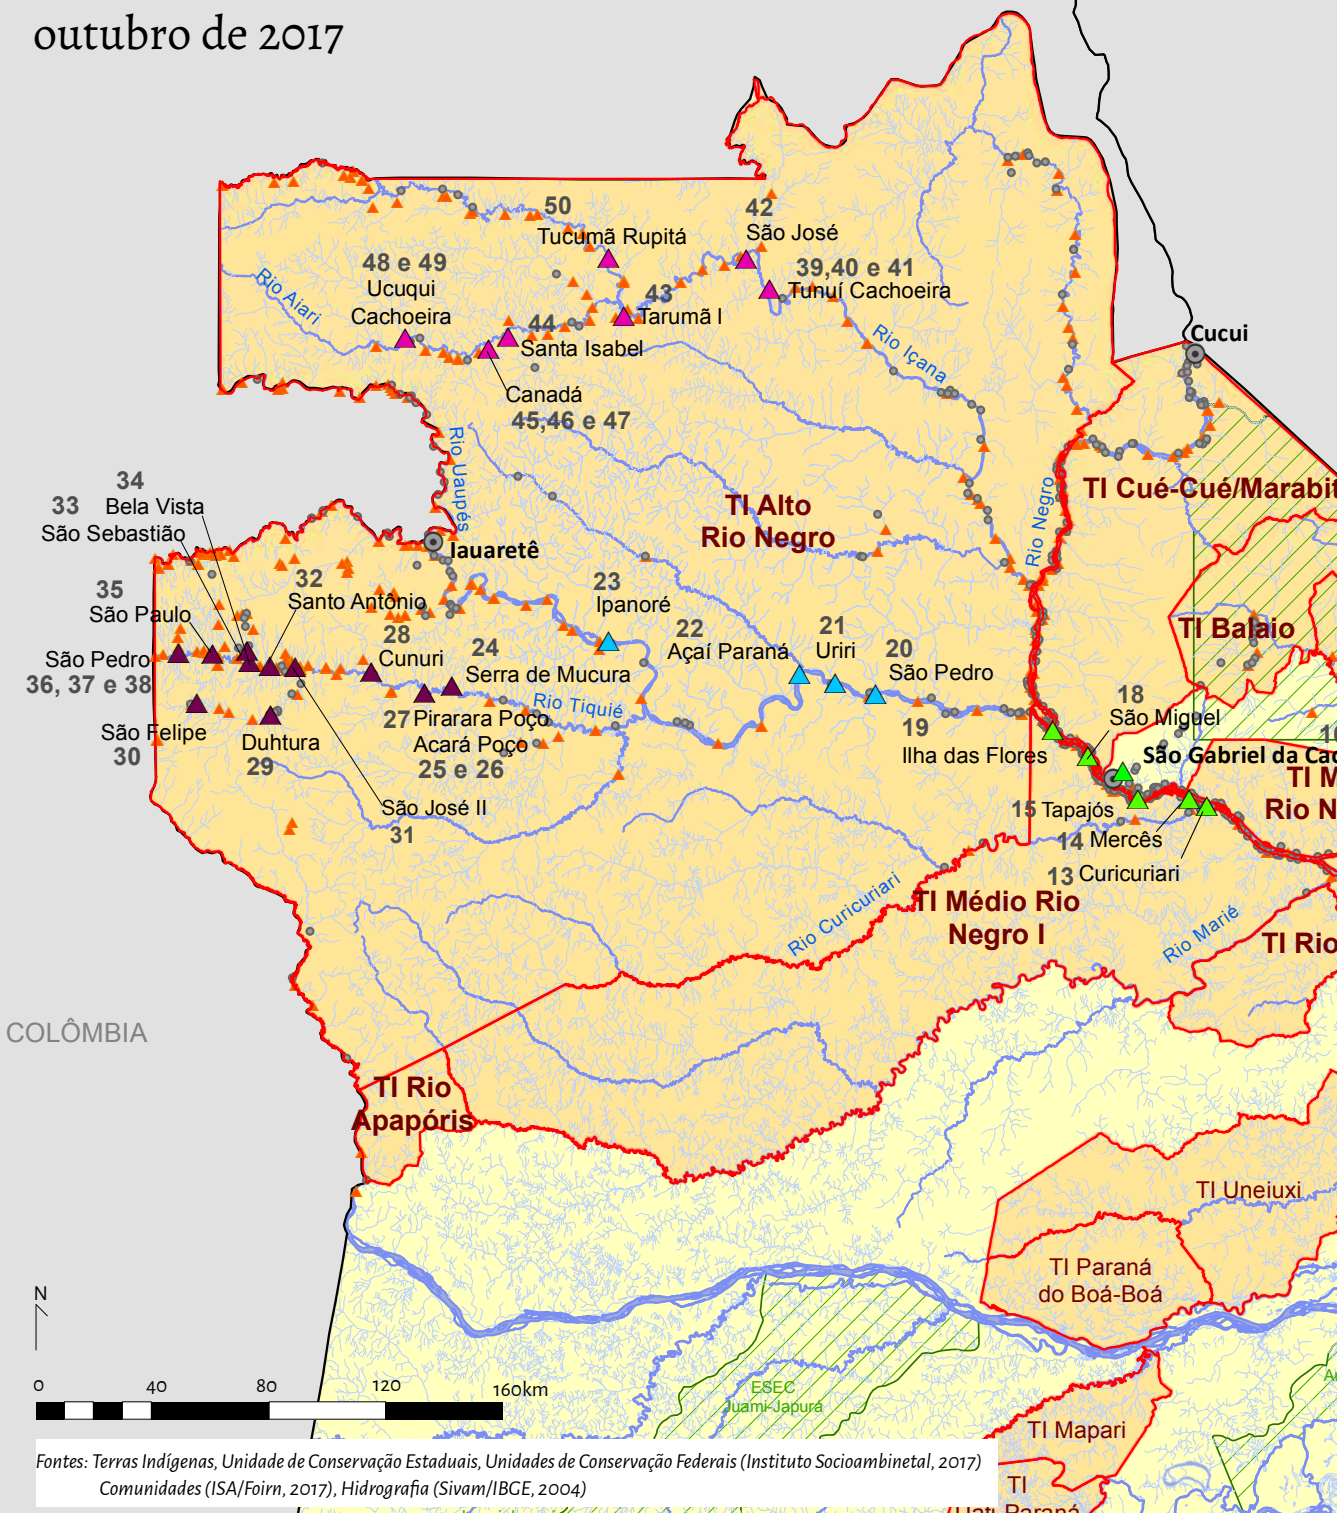 outubro de 2017
50
Tucumã Rupitá
42
São José
48 e 49
Ucuqui
Cachoeira
39,40 e 41
Tunuí Cachoeira
Rio Aiari
43
Tarumã I
44
Santa Isabel
Canadá
45,46 e 47
Rio Içana
Cucui
Rio Uaupés
34
Bela Vista
33
São Sebastião
TI Alto
Rio Negro
Rio Negro
TI Cué-Cué/Marabit
Iauaretê
35
São Paulo
32
Santo Antônio
23
Ipanoré
28
Cunuri
24
Serra de Mucura
22
Açaí Paraná
21
Uriri
20
São Pedro
TI Balaio
São Pedro
36, 37 e 38
Rio Tiquié
18
São Miguel
19
Ilha das Flores
São Felipe
30
Duhtura
29
27 Pirarara Poço
Acará Poço
25 e 26
São José II
31
São Gabriel da Cac
TI M
Rio N
15 Tapajós
14 Mercês
13 Curicuriari
TI Médio Rio
Negro I
Rio Curicuriari
Rio Marié
TI Rio
COLÔMBIA
TI Rio
Apapóris
TI Uneiuxi
TI Paraná
do Boá-Boá
N
0 40 80 120 160km
ESEC
Juami-Japurá
TI Mapari
TI
Fontes: Terras Indígenas, Unidade de Conservação Estaduais, Unidades de Conservação Federais (Instituto Socioambinetal, 2017)
Comunidades (ISA/Foirn, 2017), Hidrografia (Sivam/IBGE, 2004)